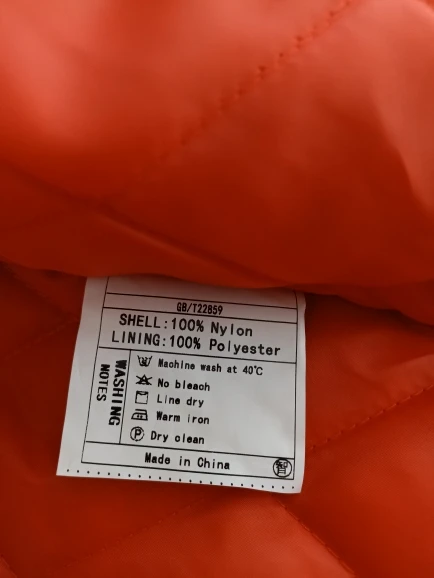 GB/T22859
SHELL:100% Nylon
LINING:100% Polyester
WASHING
NOTES
Machine wash at 40℃
No bleach
Line dry
Warm iron
P Dry clean
Made in China